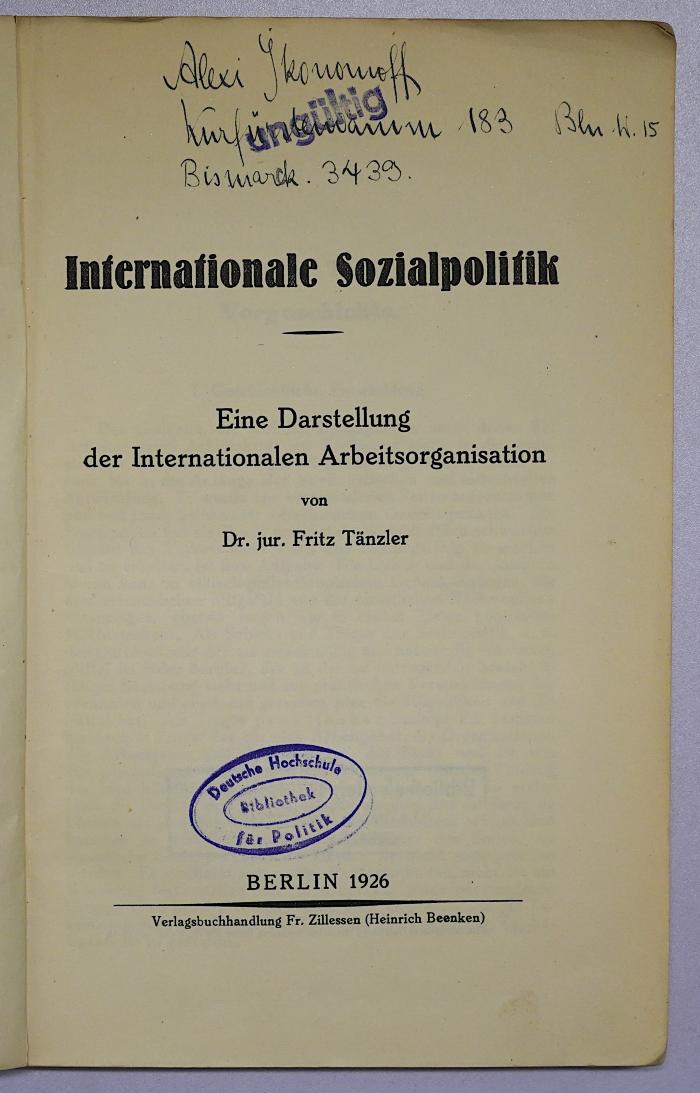 Alexi Ikonomoff
ungültig
Kurfürstendamm 183 Bln W. 15
Bismarck. 3439.
Internationale Sozialpolitik
Eine Darstellung
der Internationalen Arbeitsorganisation
von
Dr. jur. Fritz Tänzler
Deutsche Hochschule
Bibliothek
für Politik
BERLIN 1926
Verlagsbuchhandlung Fr. Zillessen (Heinrich Beenken)